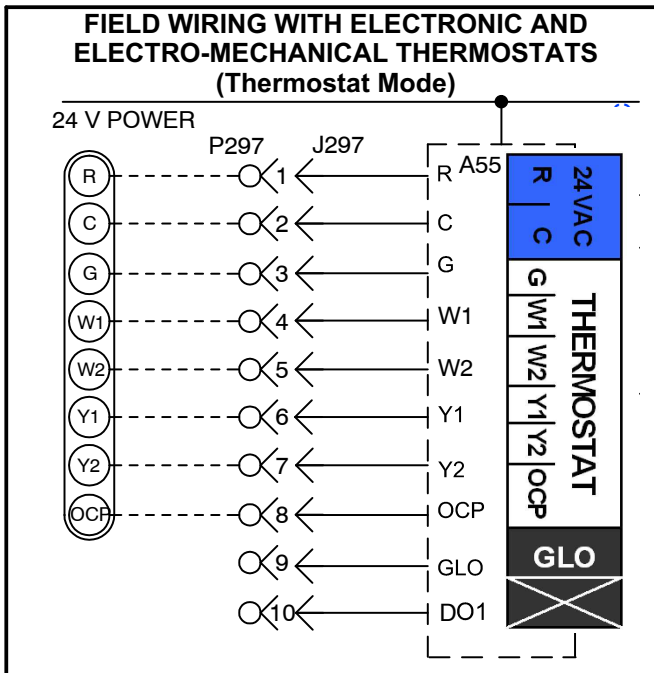 FIELD WIRING WITH ELECTRONIC AND
ELECTRO-MECHANICAL THERMOSTATS
(Thermostat Mode)
24 V POWER
P297 J297
A55
R 1 R R 24 VAC
C 2 C C
G 3 G G THERMOSTAT
W1 4 W1 W1
W2 5 W2 W2
Y1 6 Y1 Y1
Y2 7 Y2 Y2
OCP 8 OCP OCP
9 GLO GLO
10 DO1